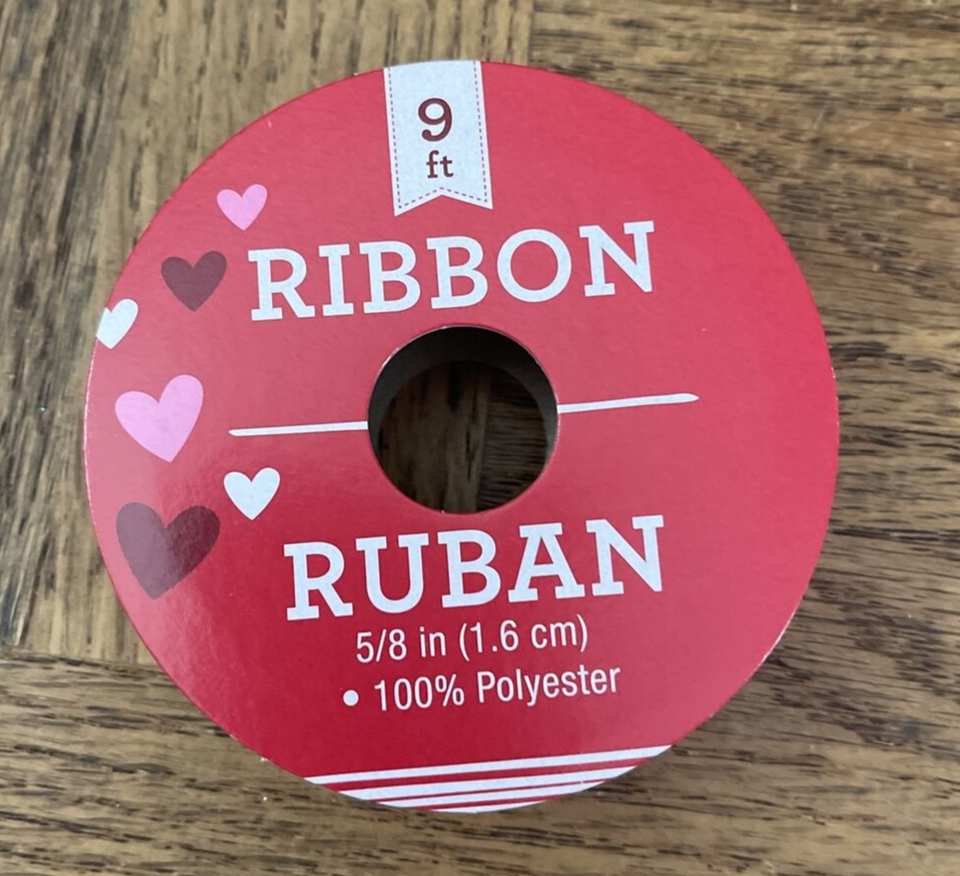 9
ft
RIBBON
RUBAN
5/8 in (1.6 cm)
• 100% Polyester